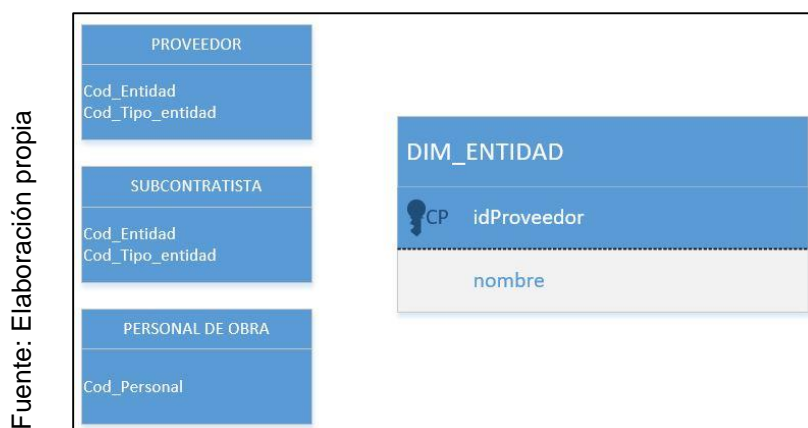 Fuente: Elaboración propia
PROVEEDOR
Cod_Entidad
Cod_Tipo_entidad
SUBCONTRATISTA
Cod_Entidad
Cod_Tipo_entidad
PERSONAL DE OBRA
Cod_Personal
DIM_ENTIDAD
CP idProveedor
nombre